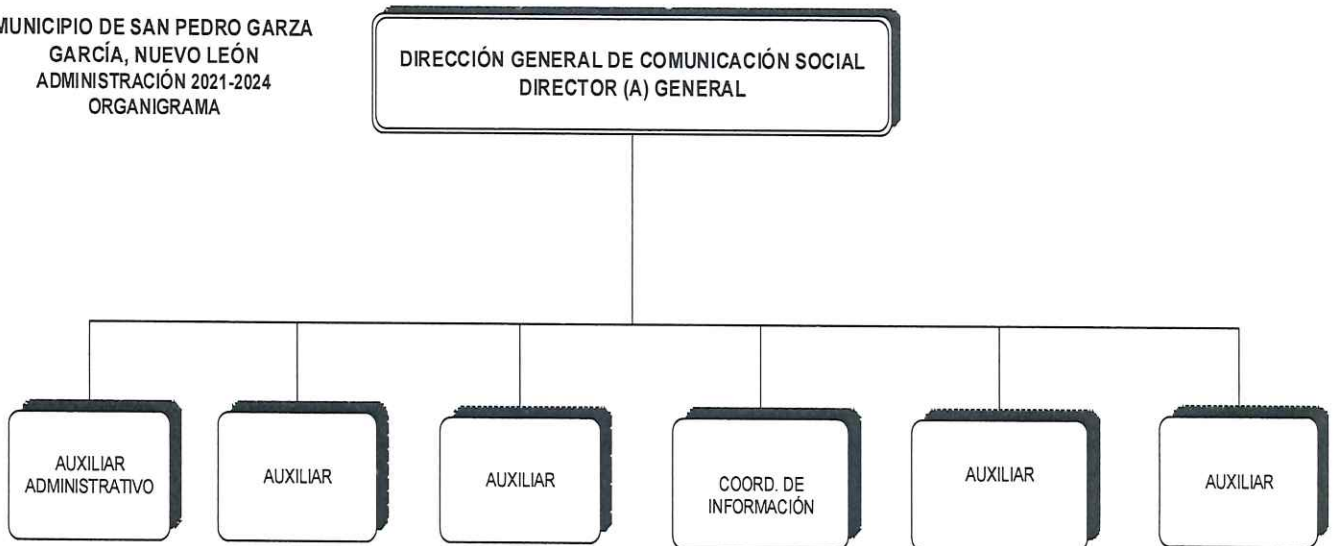 MUNICIPIO DE SAN PEDRO GARZA
GARCÍA, NUEVO LEÓN
ADMINISTRACIÓN 2021-2024
ORGANIGRAMA
DIRECCIÓN GENERAL DE COMUNICACIÓN SOCIAL
DIRECTOR (A) GENERAL
AUXILIAR
ADMINISTRATIVO
AUXILIAR
AUXILIAR
COORD. DE
INFORMACIÓN
AUXILIAR
AUXILIAR